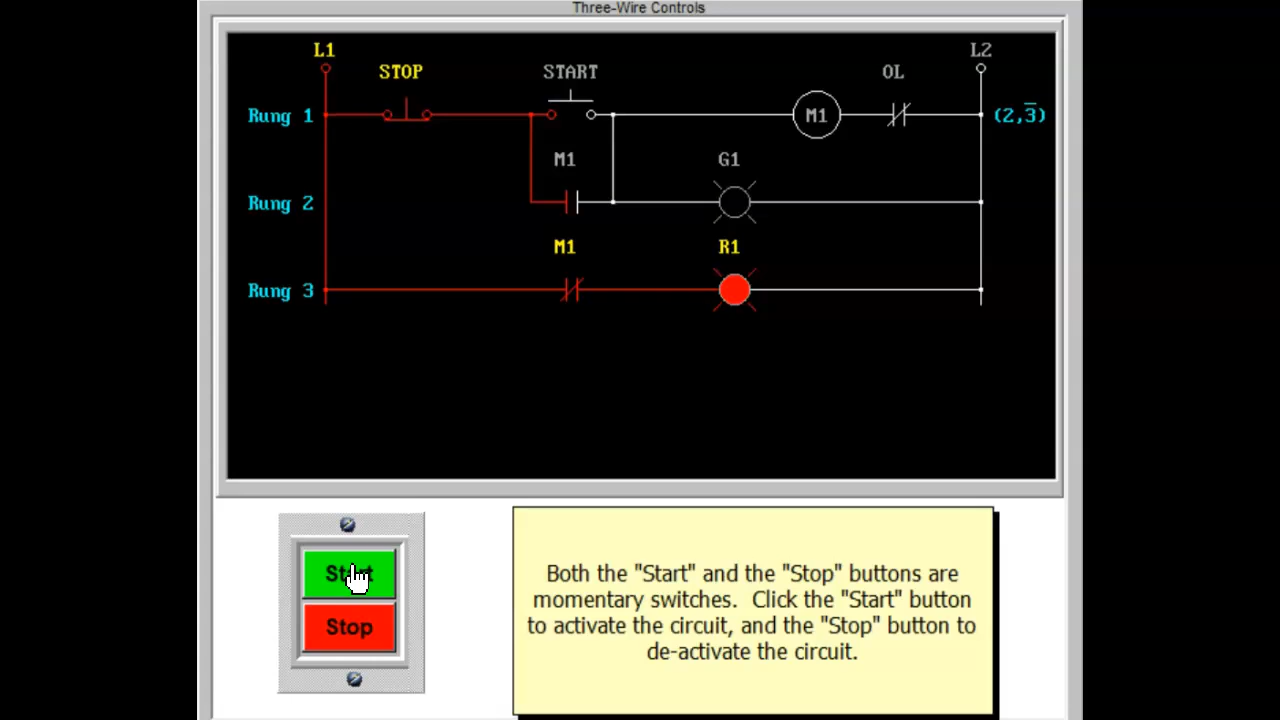 Three-Wire Controls
L1 L2
STOP START OL
Rung 1 M1 (2,3̅)
M1 G1
Rung 2
M1 R1
Rung 3
Start
Stop
Both the "Start" and the "Stop" buttons are
momentary switches. Click the "Start" button
to activate the circuit, and the "Stop" button to
de-activate the circuit.